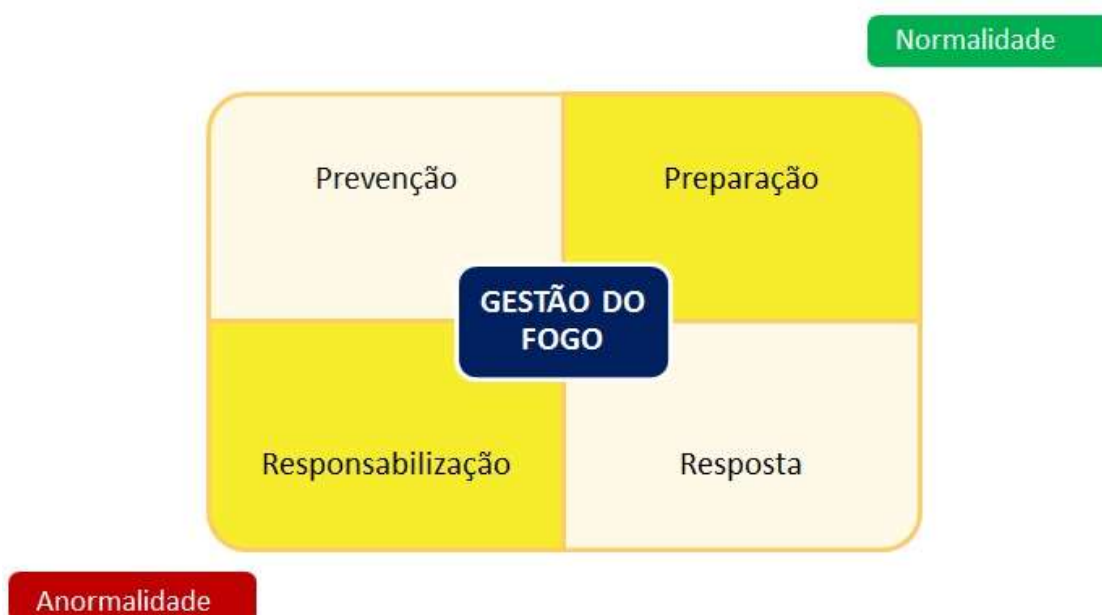 Normalidade
Prevenção
Preparação
GESTÃO DO
FOGO
Responsabilização
Resposta
Anormalidade